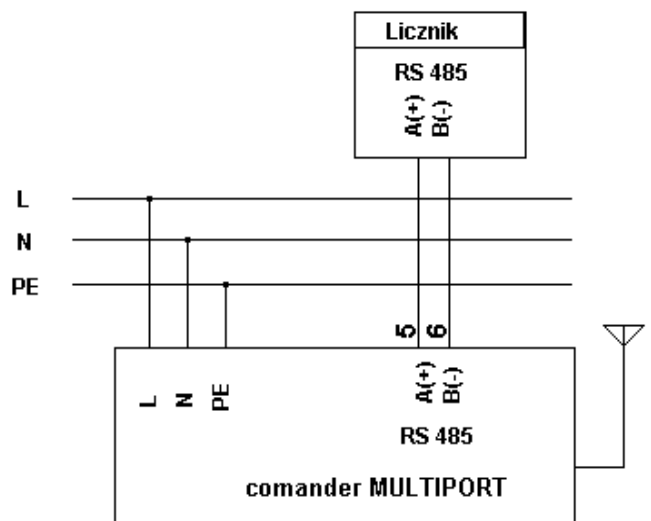 Licznik
RS 485
A(+)
B(-)
L
N
PE
5
6
L
N
PE
A(+)
B(-)
RS 485
comander MULTIPORT